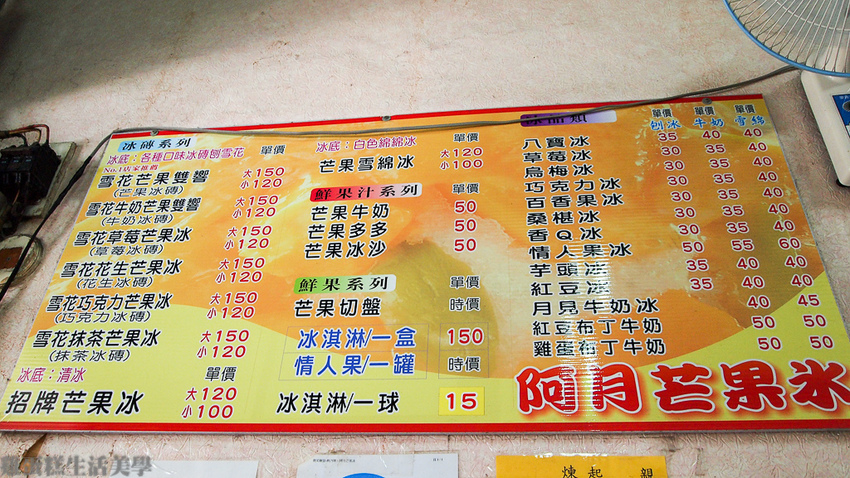 冰磚系列
冰底：各種口味冰磚刨雪花 單價
No.1店家推薦
雪花芒果雙響 大150
(芒果冰磚) 小120
雪花牛奶芒果雙響 大150
(牛奶冰磚) 小120
雪花草莓芒果冰 大150
(草莓冰磚) 小120
雪花花生芒果冰 大150
(花生冰磚) 小120
雪花巧克力芒果冰 大150
(巧克力冰磚) 小120
雪花抹茶芒果冰 大150
(抹茶冰磚) 小120
冰底：清冰 單價
招牌芒果冰 大120
小100
冰底：白色綿綿冰 單價
芒果雪綿冰 大120
小100
鮮果汁系列 單價
芒果牛奶 50
芒果多多 50
芒果冰沙 50
鮮果系列 單價
芒果切盤 時價
冰淇淋/一盒 150
情人果/一罐 時價
冰淇淋/一球 15
單價 單價 單價
刨冰 牛奶 雪綿
八寶冰 35 40 40
草莓冰 30 35 40
烏梅冰 30 35 40
巧克力冰 30 35 40
百香果冰 30 35 40
桑椹冰 30 35 40
香Q冰 30 35 40
情人果冰 50 55 60
芋頭冰 35 40 40
紅豆冰 35 40 40
月見牛奶冰 40 45
紅豆布丁牛奶 50 50
雞蛋布丁牛奶 50 50
阿月芒果冰
生活美學
煉起 親